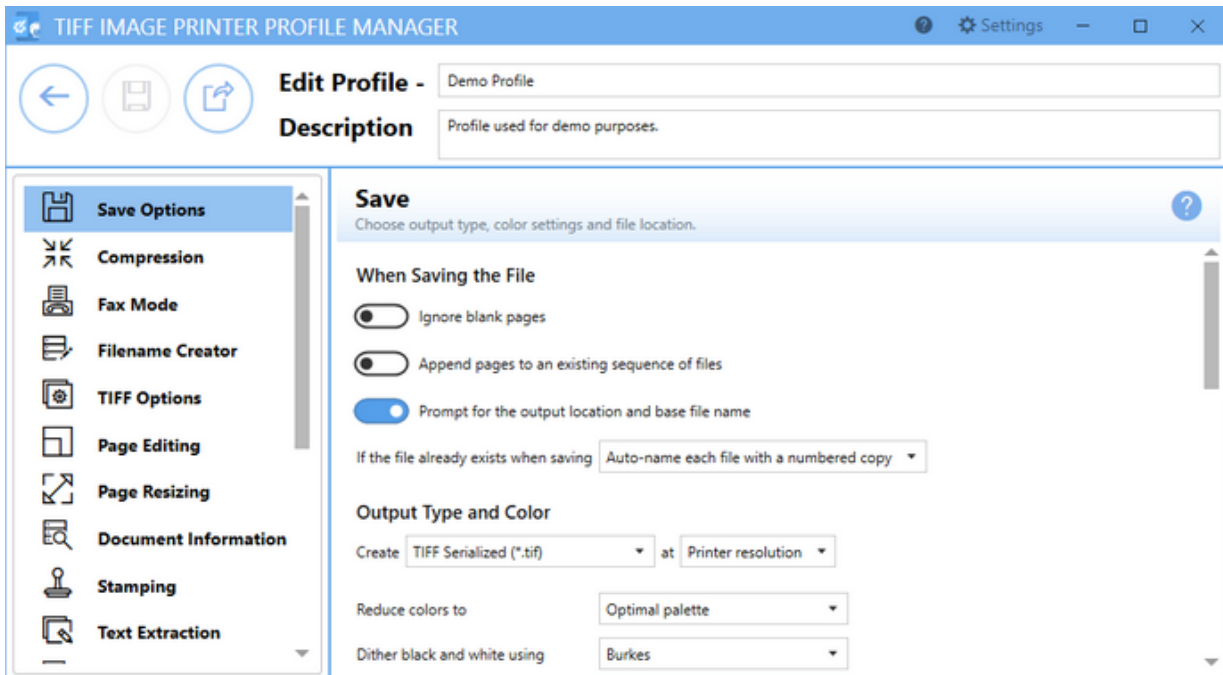 TIFF IMAGE PRINTER PROFILE MANAGER
? Settings
Edit Profile - Demo Profile
Description Profile used for demo purposes.
Save Options
Compression
Fax Mode
Filename Creator
TIFF Options
Page Editing
Page Resizing
Document Information
Stamping
Text Extraction
Save
Choose output type, color settings and file location.
?
When Saving the File
Ignore blank pages
Append pages to an existing sequence of files
Prompt for the output location and base file name
If the file already exists when saving Auto-name each file with a numbered copy
Output Type and Color
Create TIFF Serialized (*.tif) at Printer resolution
Reduce colors to Optimal palette
Dither black and white using Burkes